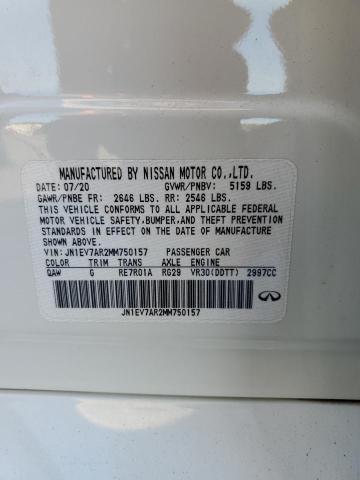 MANUFACTURED BY NISSAN MOTOR CO.,LTD.
DATE: 07/20 GVWR/PNBV: 5159 LBS.
GAWR/PNBE FR: 2646 LBS. RR: 2546 LBS.
THIS VEHICLE CONFORMS TO ALL APPLICABLE FEDERAL
MOTOR VEHICLE SAFETY,BUMPER,AND THEFT PREVENTION
STANDARDS IN EFFECT ON THE DATE OF MANUFACTURE
SHOWN ABOVE.
VIN: JN1EV7AR2MM750157 PASSENGER CAR
COLOR TRIM TRANS AXLE ENGINE
QAW G RE7R01A RG29 VR30(DDTT) 2997CC
JN1EV7AR2MM750157
INFINITI